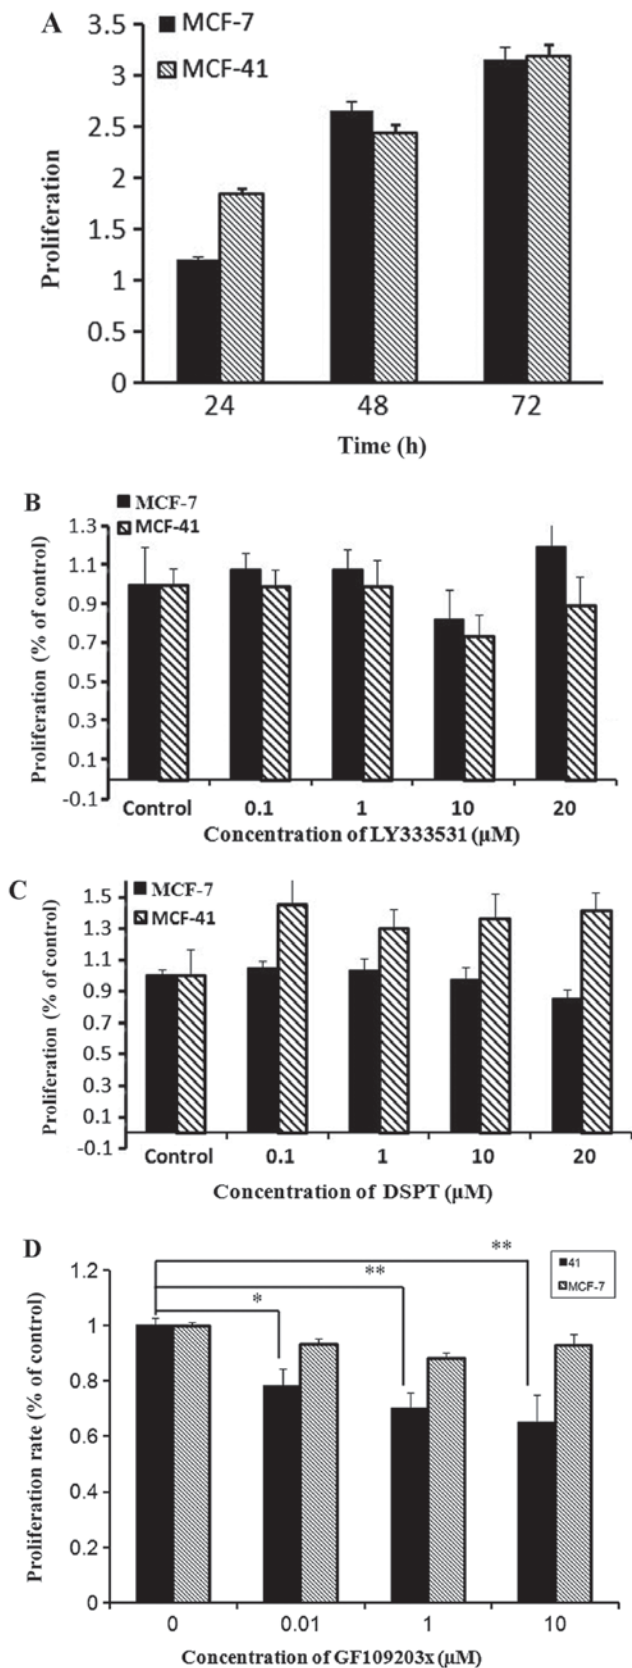 A
MCF-7
MCF-41
3.5
3
2.5
2
1.5
1
0.5
0
Proliferation
24 48 72
Time (h)
B
MCF-7
MCF-41
1.3
1.1
0.9
0.7
0.5
0.3
0.1
-0.1
Proliferation (% of control)
Control 0.1 1 10 20
Concentration of LY333531 (μM)
C
MCF-7
MCF-41
1.5
1.3
1.1
0.9
0.7
0.5
0.3
0.1
-0.1
Proliferation (% of control)
Control 0.1 1 10 20
Concentration of DSPT (μM)
D
**
**
*
41
MCF-7
1.2
1
0.8
0.6
0.4
0.2
0
Proliferation rate (% of control)
0 0.01 1 10
Concentration of GF109203x (μM)